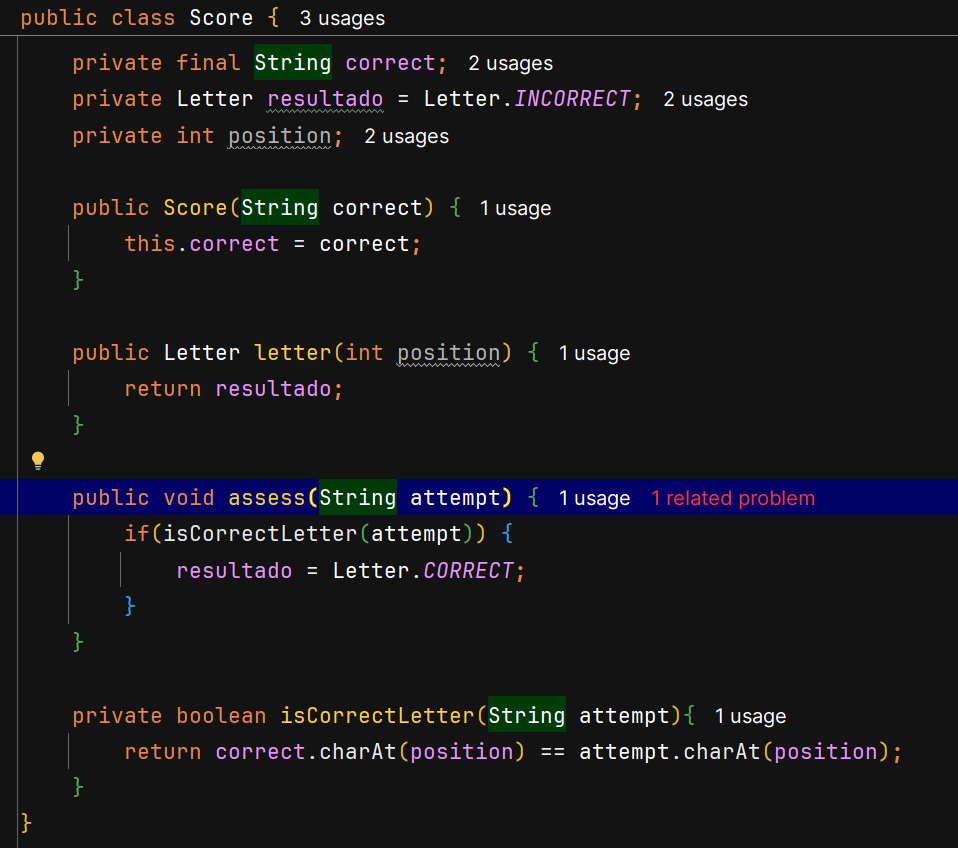 public class Score {  3 usages
    private final String correct;  2 usages
    private Letter resultado = Letter.INCORRECT;  2 usages
    private int position;  2 usages
    public Score(String correct) {  1 usage
        this.correct = correct;
    }
    public Letter letter(int position) {  1 usage
        return resultado;
    }
    public void assess(String attempt) {  1 usage  1 related problem
        if(isCorrectLetter(attempt)) {
            resultado = Letter.CORRECT;
        }
    }
    private boolean isCorrectLetter(String attempt){  1 usage
        return correct.charAt(position) == attempt.charAt(position);
    }
}